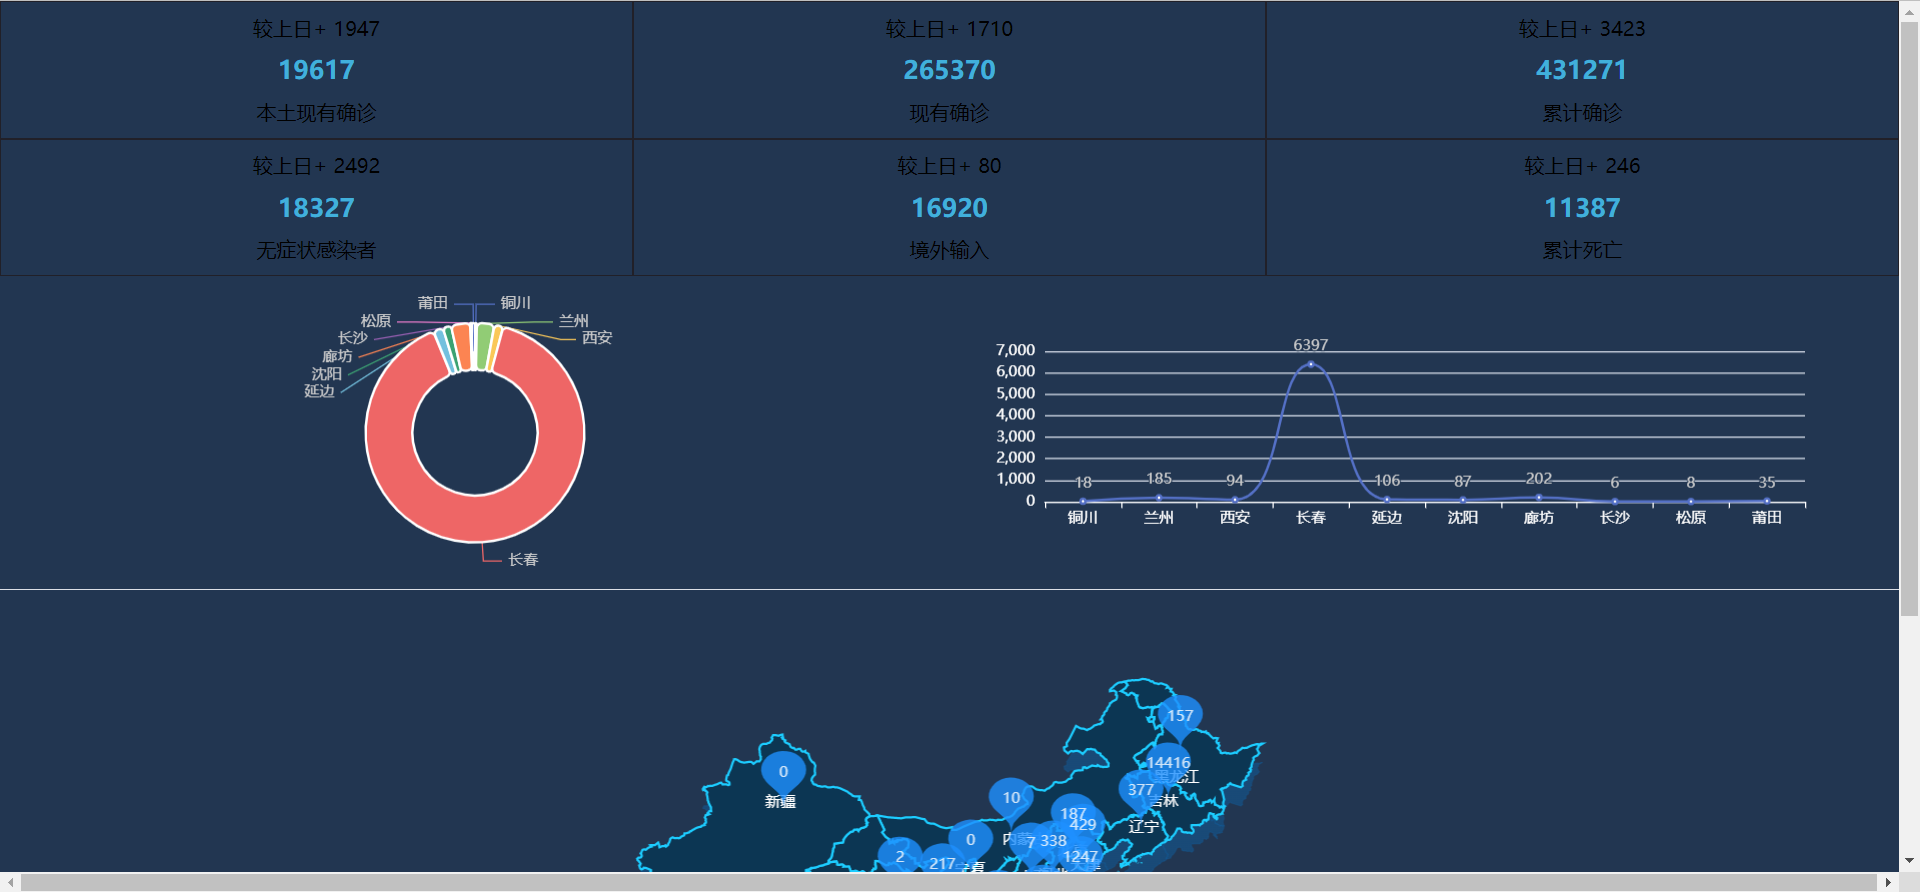 较上日+ 1947
19617
本土现有确诊
较上日+ 1710
265370
现有确诊
较上日+ 3423
431271
累计确诊
较上日+ 2492
18327
无症状感染者
较上日+ 80
16920
境外输入
较上日+ 246
11387
累计死亡
莆田
铜川
松原
兰州
长沙
西安
廊坊
沈阳
延边
长春
7,000
6,000
5,000
4,000
3,000
2,000
1,000
0
18
185
94
6397
106
87
202
6
8
35
铜川
兰州
西安
长春
延边
沈阳
廊坊
长沙
松原
莆田
157
14416
黑龙江
377
吉林
辽宁
0
新疆
10
187
429
0
7
338
1247
2
217